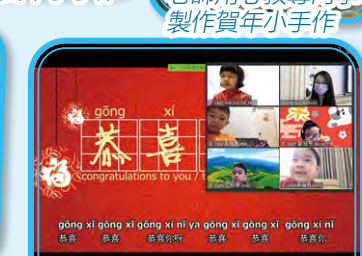 製作賀年小手作
gōng xǐ
恭喜
congratulations to you /
gōng xǐ gōng xǐ gōng xǐ nǐ ya gōng xǐ gōng xǐ gōng xǐ nǐ
恭喜 恭喜 恭喜你呀 恭喜 恭喜 恭喜你